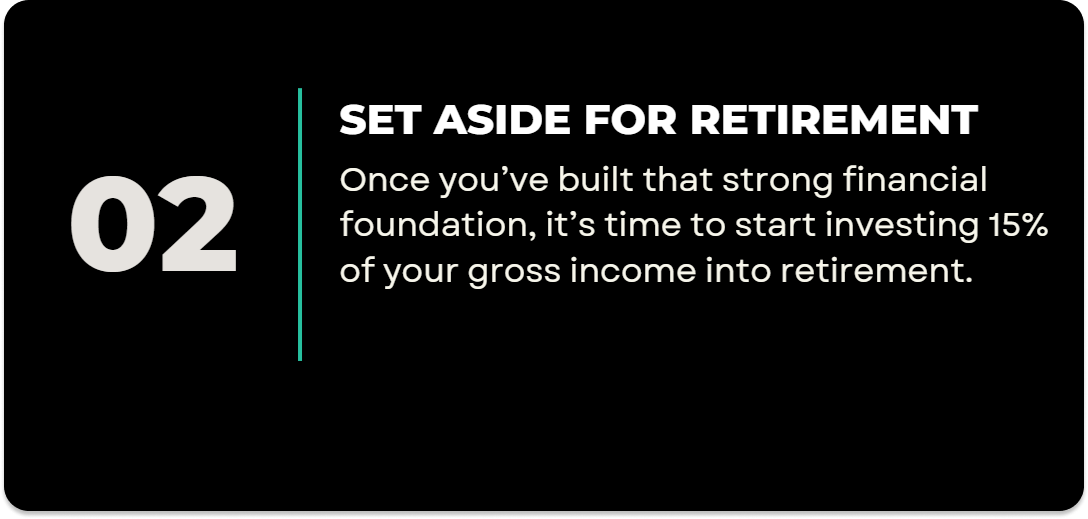 02
SET ASIDE FOR RETIREMENT
Once you’ve built that strong financial
foundation, it’s time to start investing 15%
of your gross income into retirement.